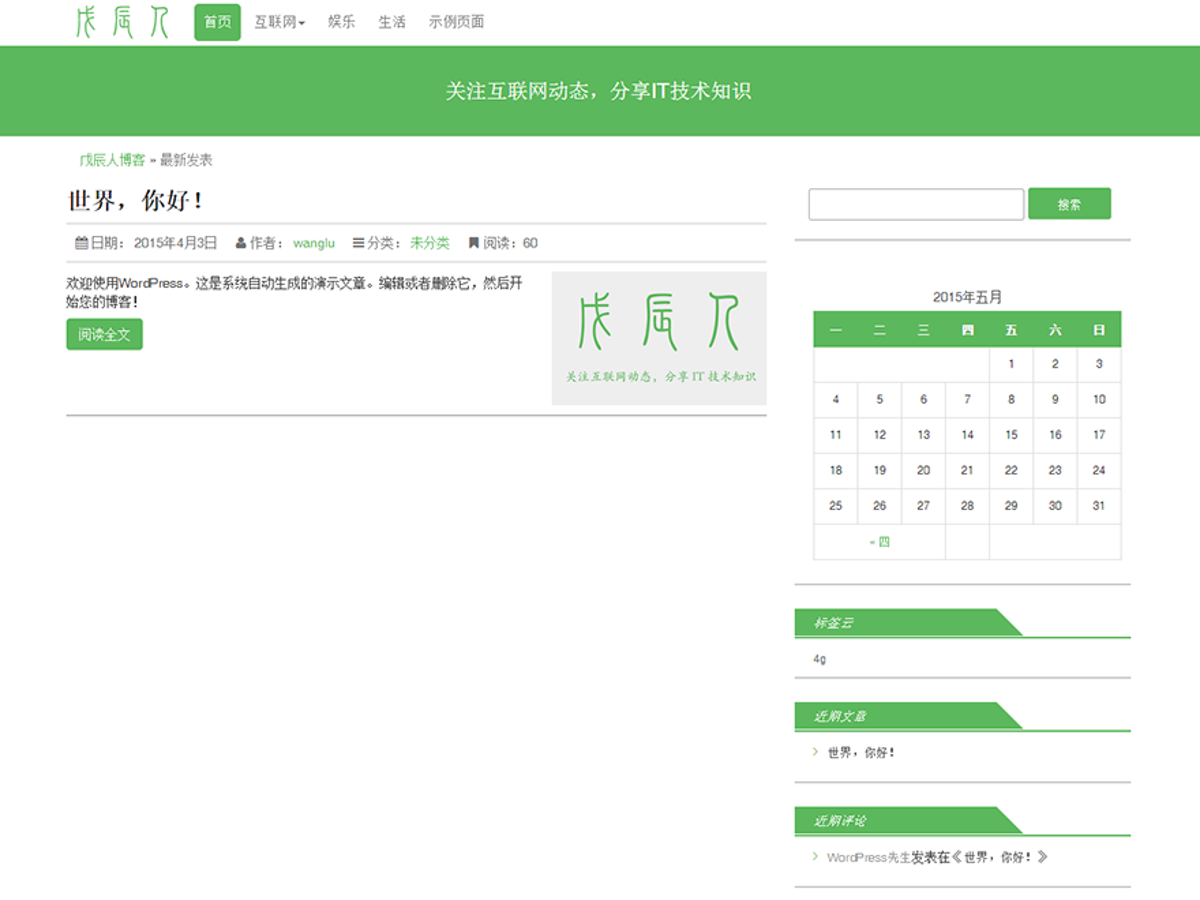 戊辰人 首页 互联网 娱乐 生活 示例页面
关注互联网动态，分享IT技术知识
戊辰人博客 » 最新发表
世界，你好！
日期： 2015年4月3日 作者： wanglu 分类： 未分类 阅读：60
欢迎使用WordPress。这是系统自动生成的演示文章。编辑或者删除它，然后开
始您的博客！
阅读全文
戊辰人
关注互联网动态，分享 IT 技术知识
搜索
2015年五月
一 二 三 四 五 六 日
1 2 3
4 5 6 7 8 9 10
11 12 13 14 15 16 17
18 19 20 21 22 23 24
25 26 27 28 29 30 31
« 四
标签云
4g
近期文章
世界，你好！
近期评论
WordPress先生发表在《世界，你好！》